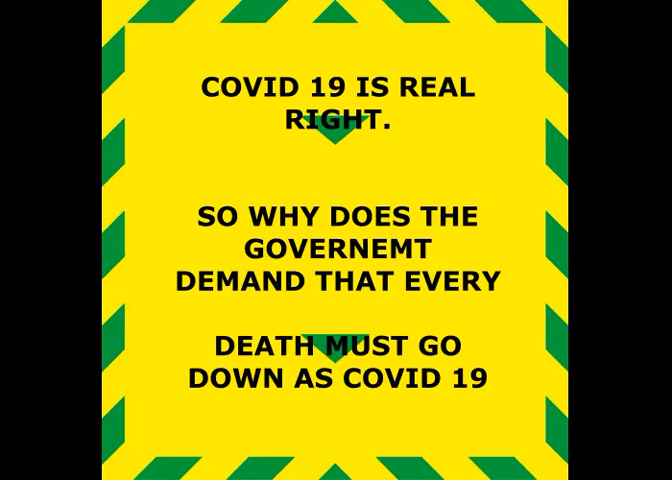 COVID 19 IS REAL
RIGHT.
SO WHY DOES THE
GOVERNEMT
DEMAND THAT EVERY
DEATH MUST GO
DOWN AS COVID 19